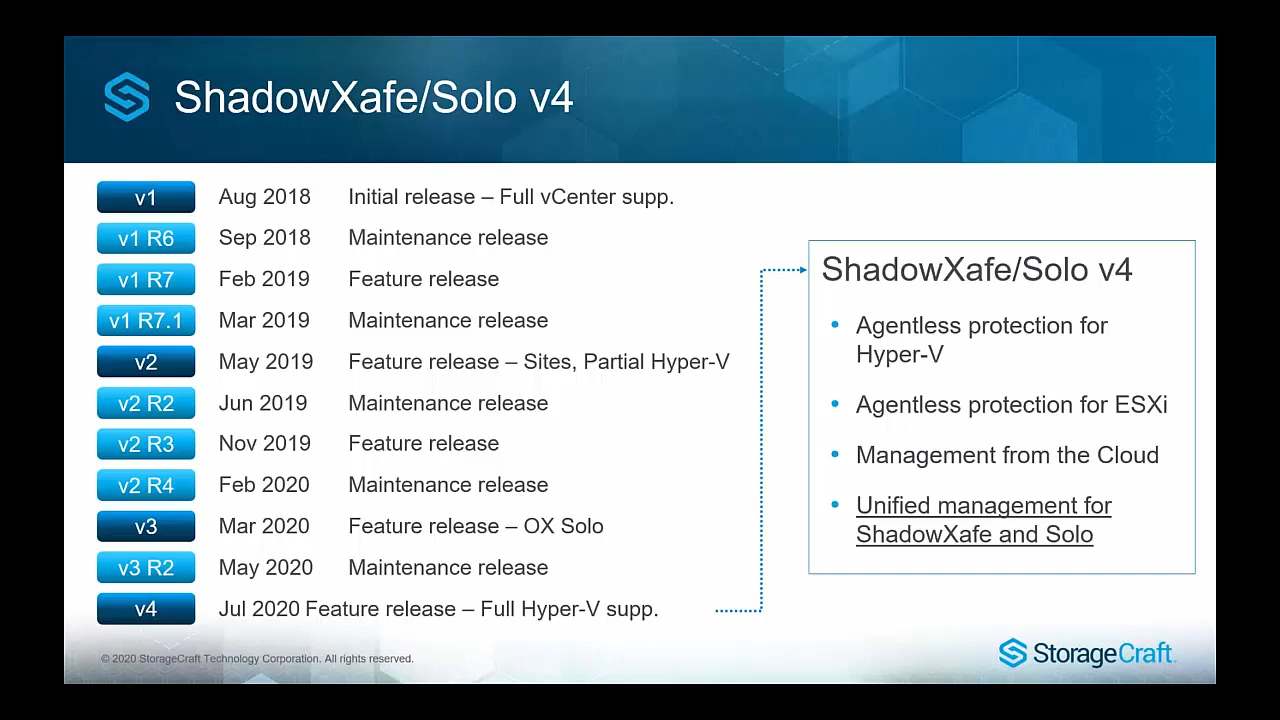 ShadowXafe/Solo v4
v1 Aug 2018 Initial release – Full vCenter supp.
v1 R6 Sep 2018 Maintenance release
v1 R7 Feb 2019 Feature release
v1 R7.1 Mar 2019 Maintenance release
v2 May 2019 Feature release – Sites, Partial Hyper-V
v2 R2 Jun 2019 Maintenance release
v2 R3 Nov 2019 Feature release
v2 R4 Feb 2020 Maintenance release
v3 Mar 2020 Feature release – OX Solo
v3 R2 May 2020 Maintenance release
v4 Jul 2020 Feature release – Full Hyper-V supp.
ShadowXafe/Solo v4
• Agentless protection for
Hyper-V
• Agentless protection for ESXi
• Management from the Cloud
• Unified management for
ShadowXafe and Solo
© 2020 StorageCraft Technology Corporation. All rights reserved.
StorageCraft